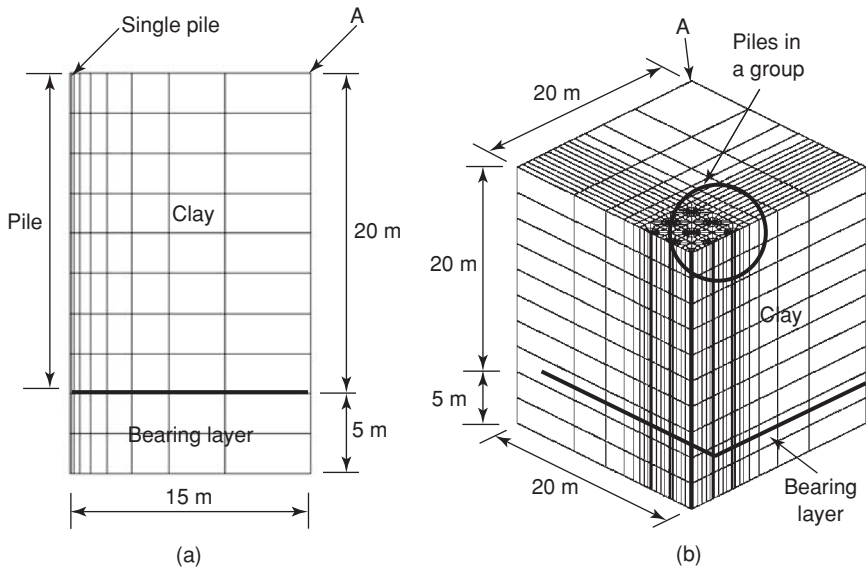 Single pile
A
Pile
Clay
20 m
Bearing layer
5 m
15 m
(a)
A
Piles in
a group
20 m
20 m
Clay
5 m
20 m
Bearing
layer
(b)